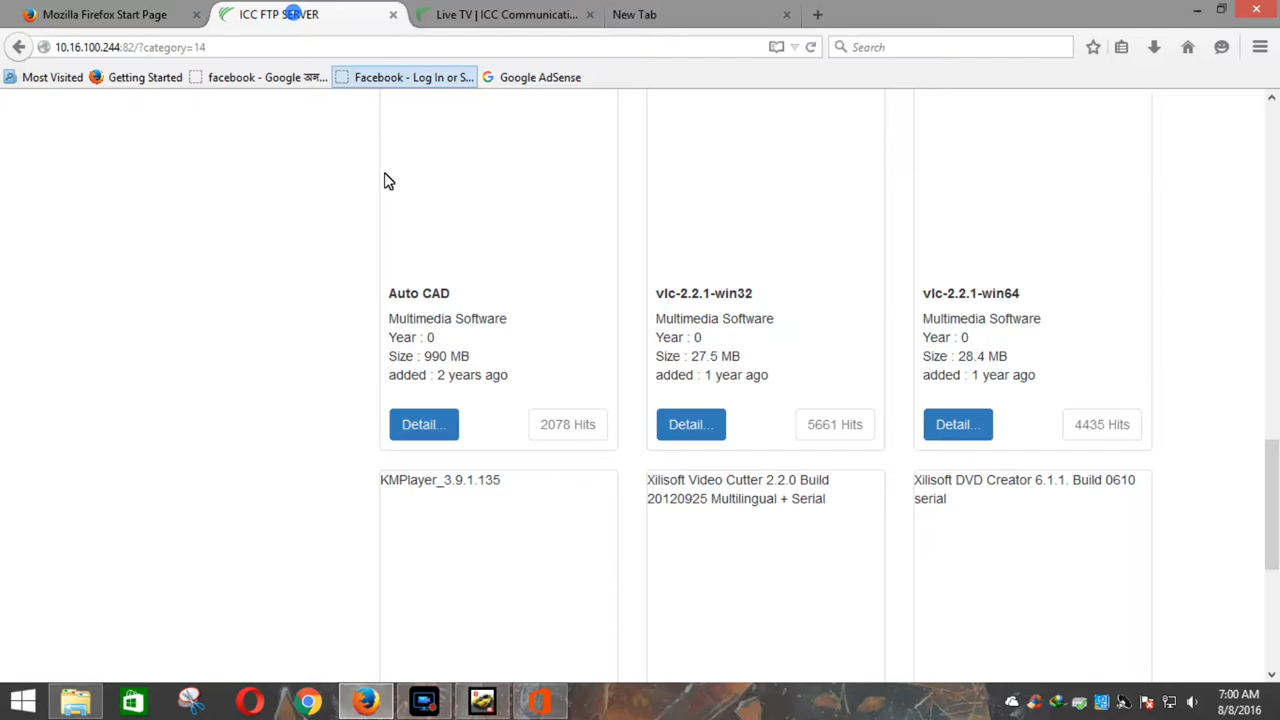 Mozilla Firefox Start Page
ICC FTP SERVER
Live TV | ICC Communicati...
New Tab
10.16.100.244:82/?category=14
Search
Most Visited
Getting Started
facebook - Google অনু...
Facebook - Log In or S...
Google AdSense
Auto CAD
Multimedia Software
Year : 0
Size : 990 MB
added : 2 years ago
Detail...
2078 Hits
vlc-2.2.1-win32
Multimedia Software
Year : 0
Size : 27.5 MB
added : 1 year ago
Detail...
5661 Hits
vlc-2.2.1-win64
Multimedia Software
Year : 0
Size : 28.4 MB
added : 1 year ago
Detail...
4435 Hits
KMPlayer_3.9.1.135
Xilisoft Video Cutter 2.2.0 Build
20120925 Multilingual + Serial
Xilisoft DVD Creator 6.1.1. Build 0610
serial
7:00 AM
8/8/2016